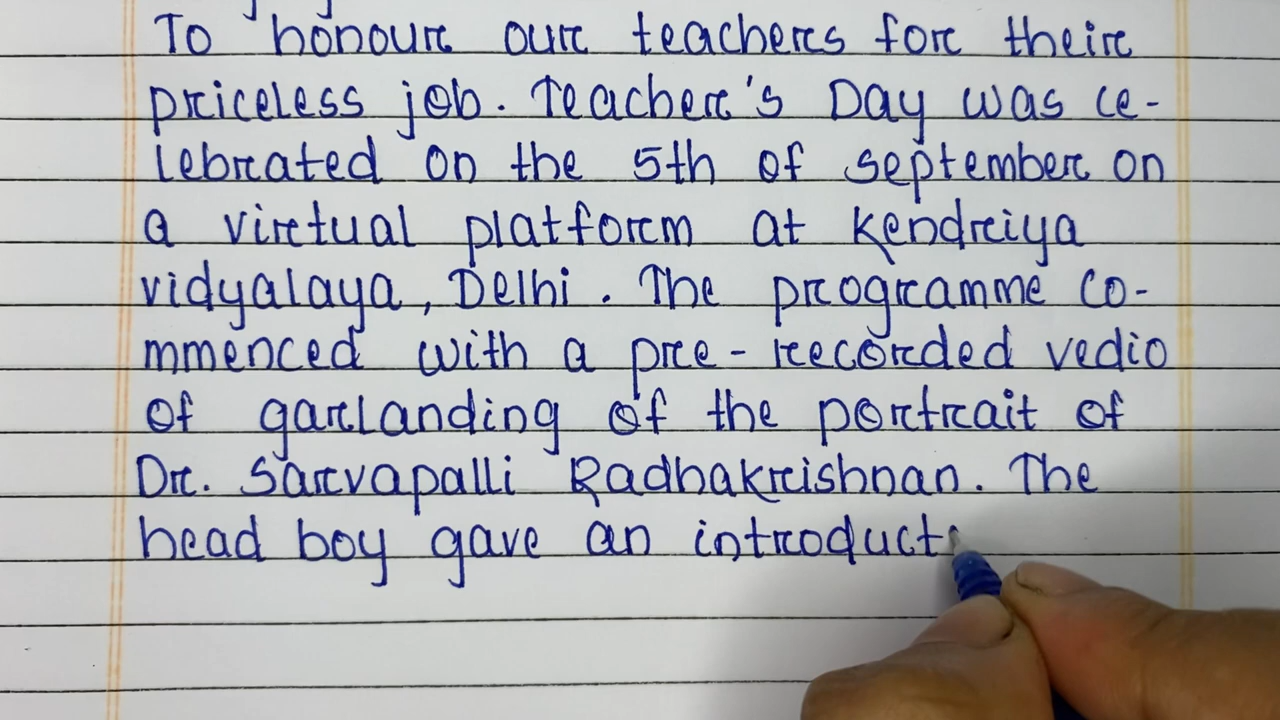 To honour our teachers for their
priceless job. Teacher's Day was ce-
lebrated on the 5th of September on
a virtual platform at Kendriya
vidyalaya, Delhi. The programme co-
mmenced with a pre-recorded vedio
of garlanding of the portrait of
Dr. Sarvapalli Radhakrishnan. The
head boy gave an introduct